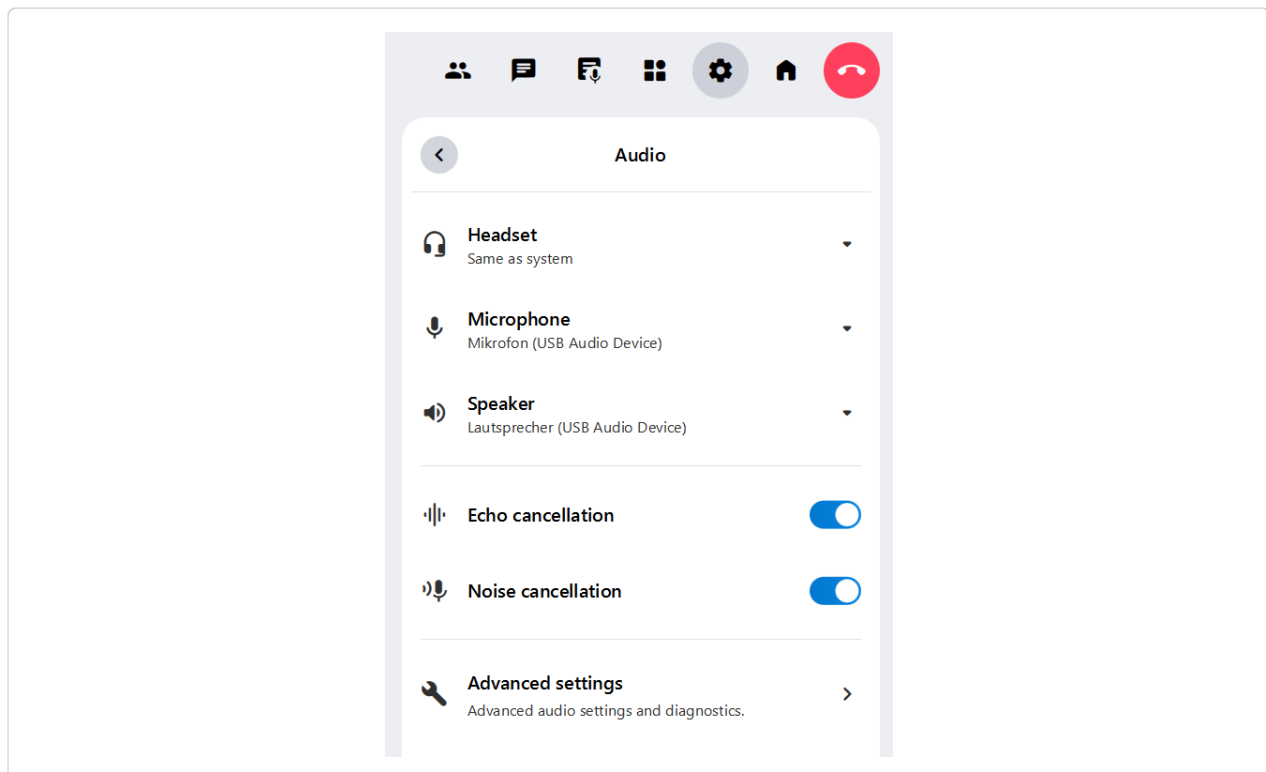 Audio
Headset
Same as system
Microphone
Mikrofon (USB Audio Device)
Speaker
Lautsprecher (USB Audio Device)
Echo cancellation
Noise cancellation
Advanced settings
Advanced audio settings and diagnostics.